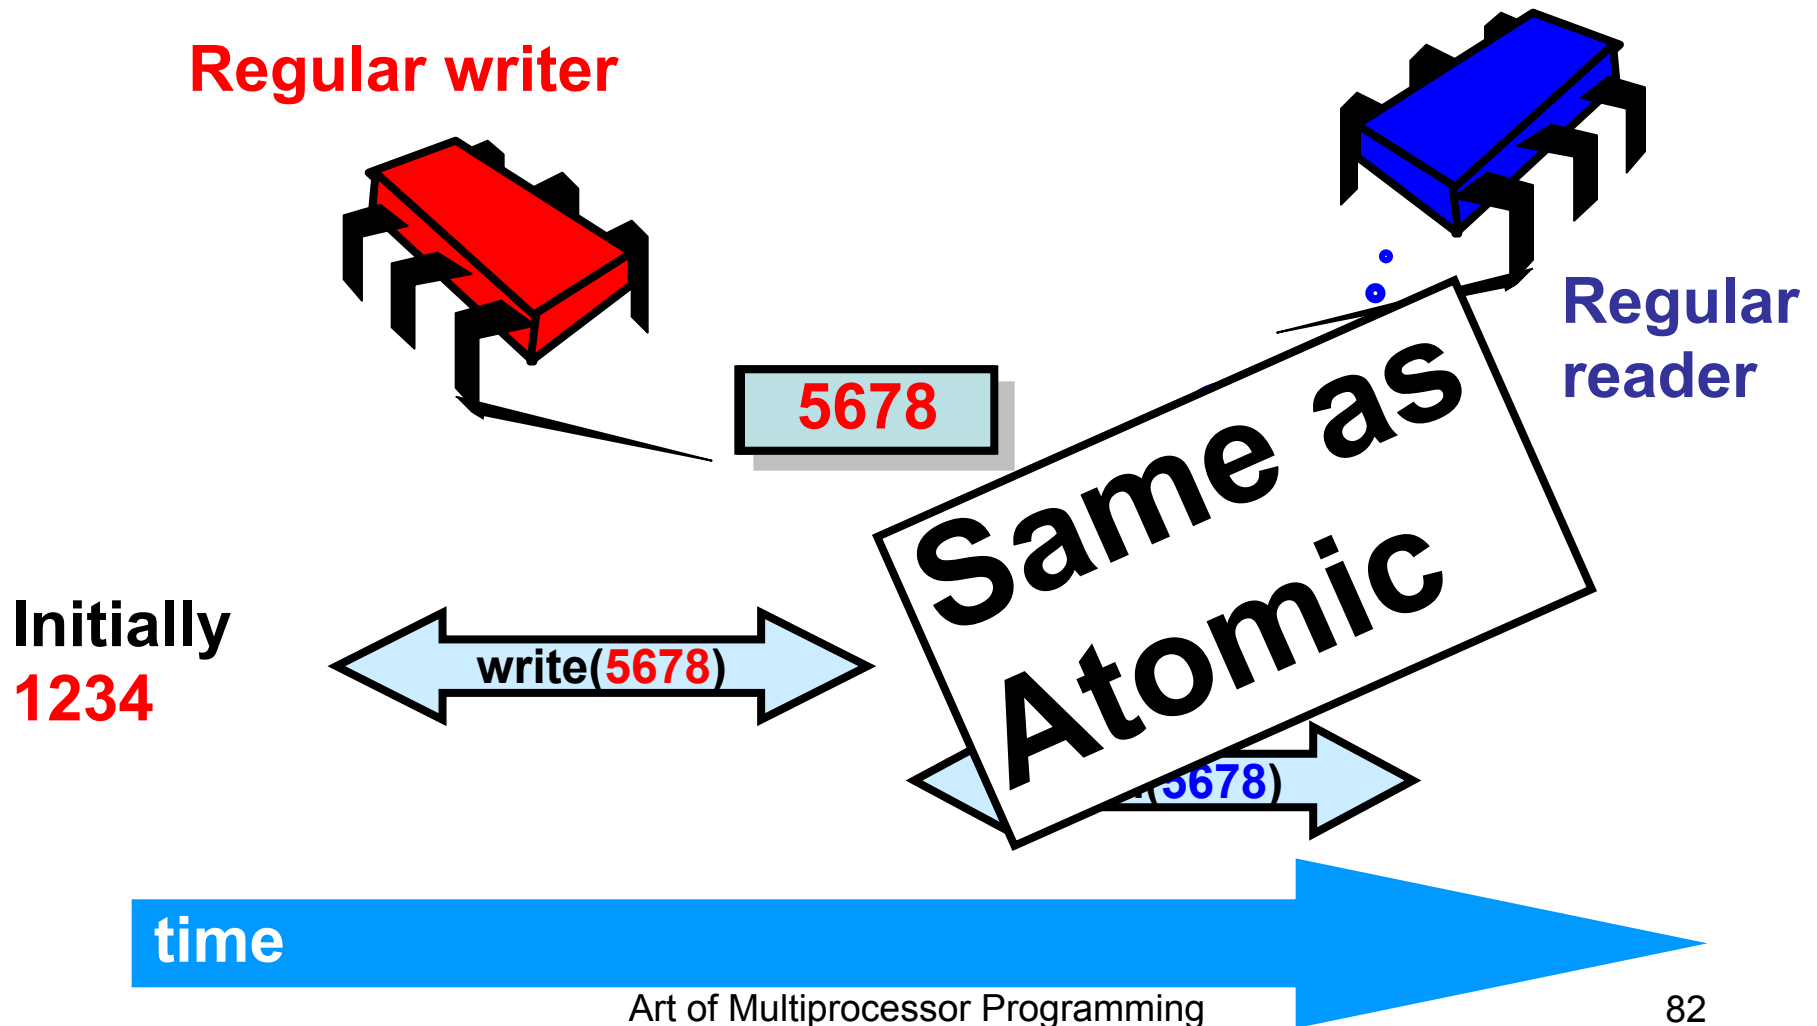 Regular writer
Regular
reader
5678
Same as
Atomic
Initially
1234
write(5678)
(5678)
time
Art of Multiprocessor Programming
82